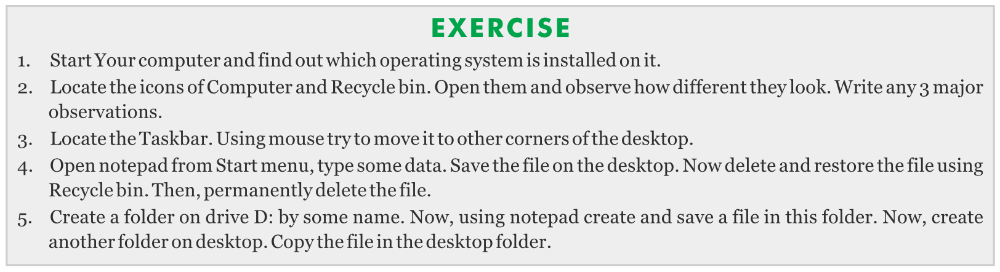 EXERCISE
1. Start Your computer and find out which operating system is installed on it.
2. Locate the icons of Computer and Recycle bin. Open them and observe how different they look. Write any 3 major
observations.
3. Locate the Taskbar. Using mouse try to move it to other corners of the desktop.
4. Open notepad from Start menu, type some data. Save the file on the desktop. Now delete and restore the file using
Recycle bin. Then, permanently delete the file.
5. Create a folder on drive D: by some name. Now, using notepad create and save a file in this folder. Now, create
another folder on desktop. Copy the file in the desktop folder.